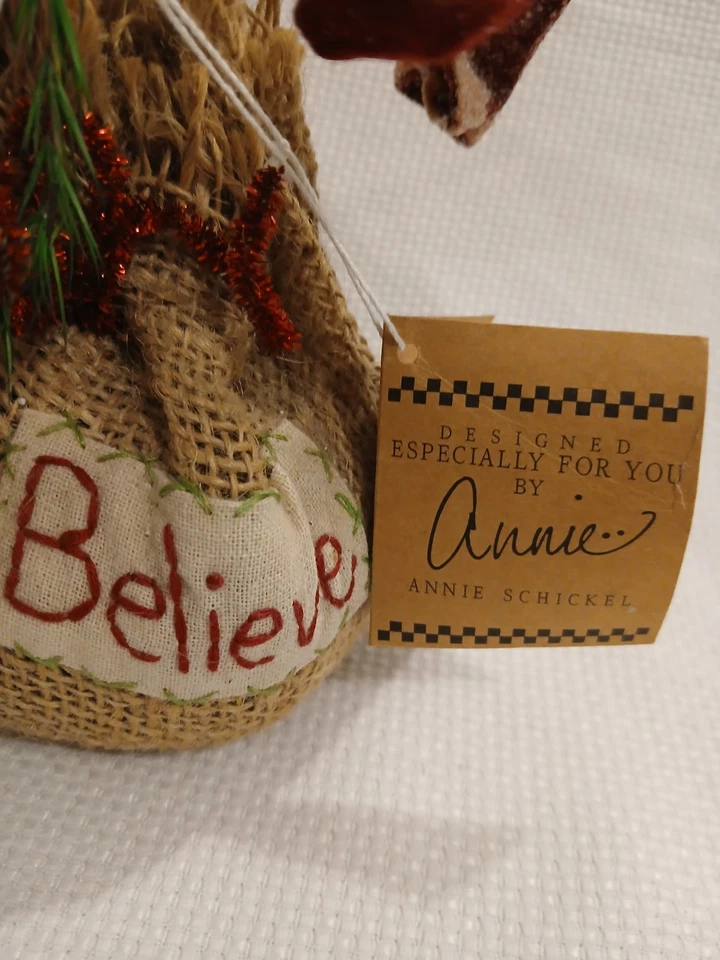 Believe
DESIGNED
ESPECIALLY FOR YOU
BY
Annie
ANNIE SCHICKEL